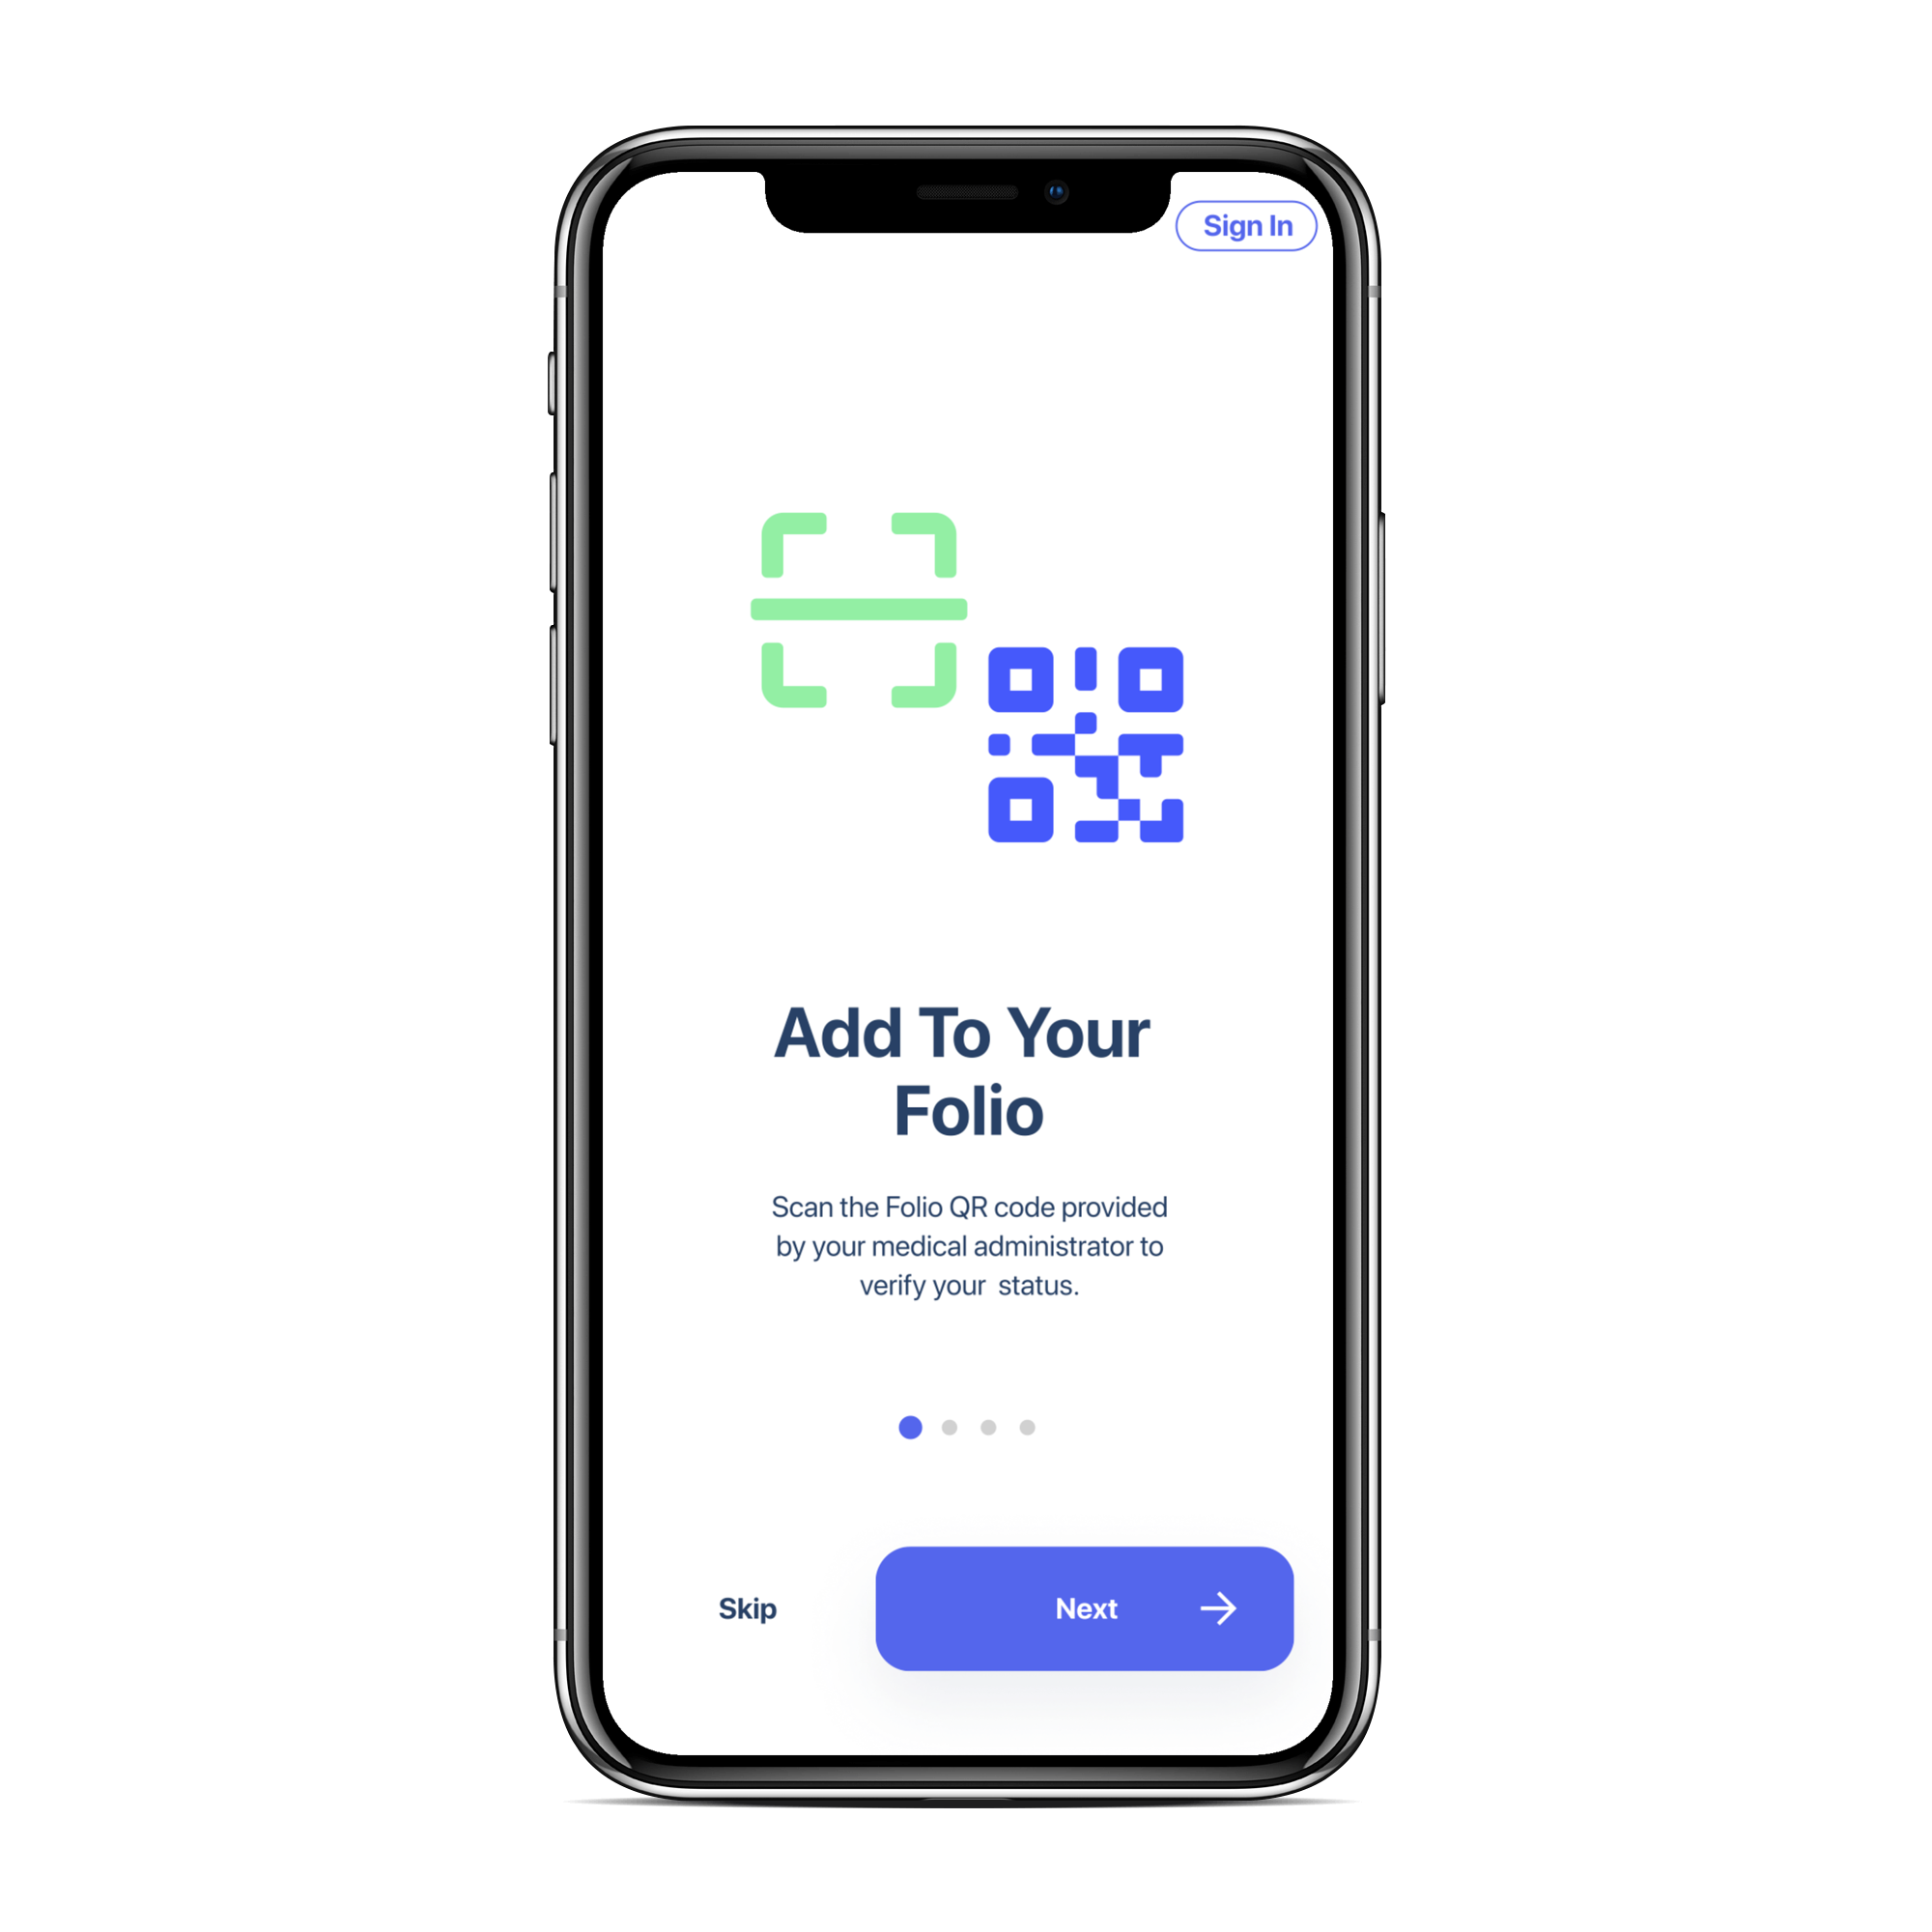 Sign In
Add To Your
Folio
Scan the Folio QR code provided
by your medical administrator to
verify your  status.
Skip
Next